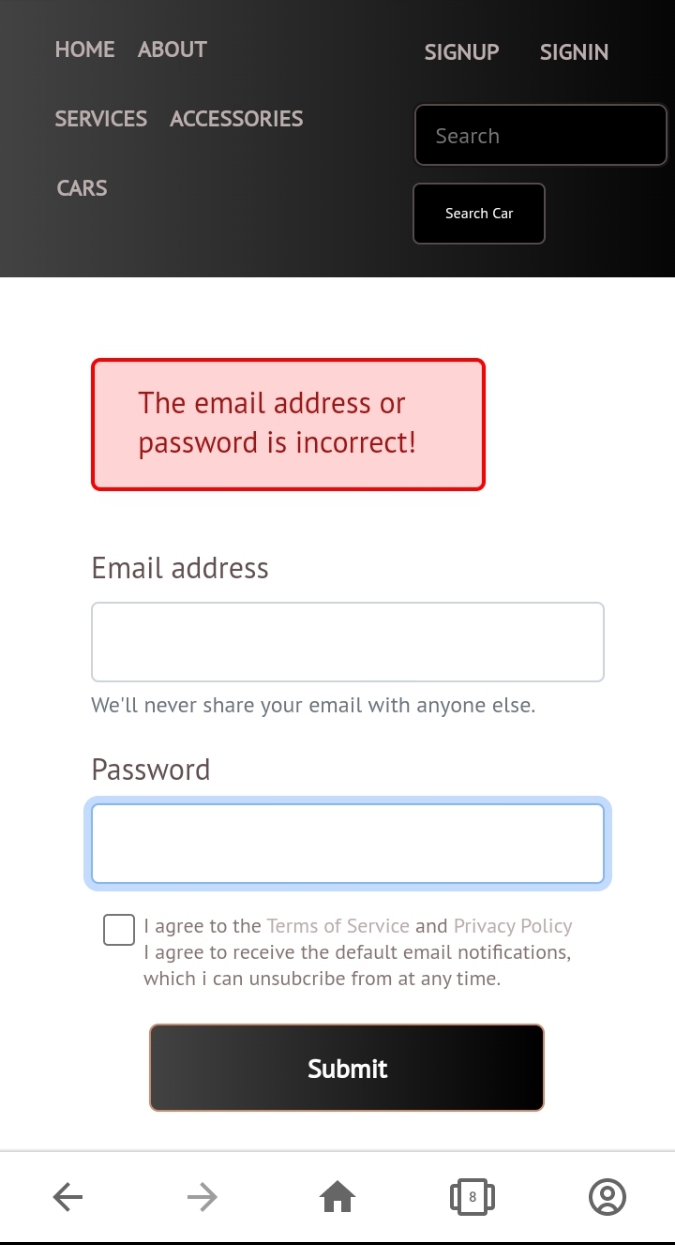 HOME ABOUT
SERVICES ACCESSORIES
CARS
SIGNUP SIGNIN
Search
Search Car
The email address or
password is incorrect!
Email address
We'll never share your email with anyone else.
Password
I agree to the Terms of Service and Privacy Policy
I agree to receive the default email notifications,
which i can unsubcribe from at any time.
Submit
8